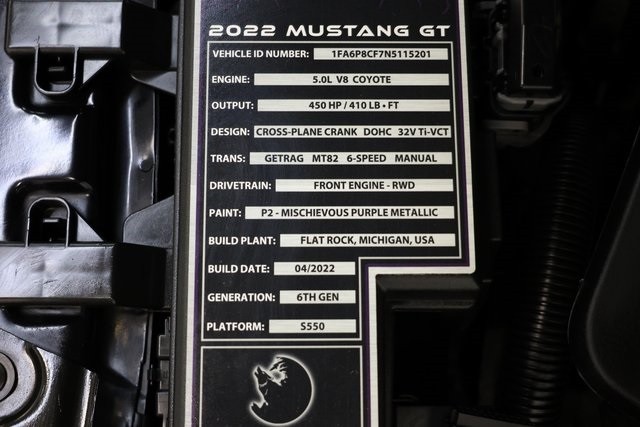 2022 MUSTANG GT
VEHICLE ID NUMBER: 1FA6P8CF7N5115201
ENGINE: 5.0L V8 COYOTE
OUTPUT: 450 HP / 410 LB • FT
DESIGN: CROSS-PLANE CRANK DOHC 32V Ti-VCT
TRANS: GETRAG MT82 6-SPEED MANUAL
DRIVETRAIN: FRONT ENGINE - RWD
PAINT: P2 - MISCHIEVOUS PURPLE METALLIC
BUILD PLANT: FLAT ROCK, MICHIGAN, USA
BUILD DATE: 04/2022
GENERATION: 6TH GEN
PLATFORM: S550